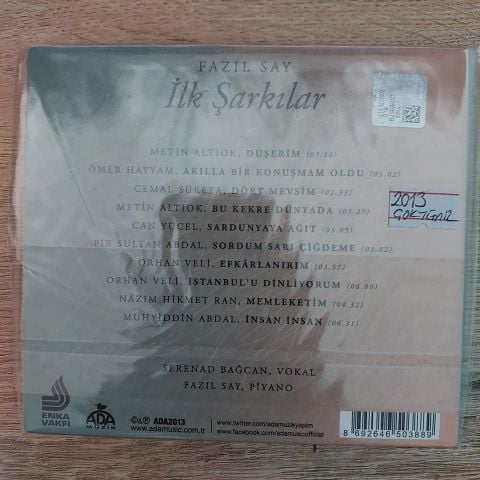 FAZIL SAY
İlk Şarkılar
METİN ALTIOK, DÜŞERİM (05.16)
ÖMER HAYYAM, AKILLA BİR KONUŞMAM OLDU (05.02)
CEMAL SÜREYA, DÖRT MEVSİM (02.33)
METİN ALTIOK, BU KEKRE DÜNYADA (05.29)
CAN YÜCEL, SARDUNYAYA AĞIT (03.05)
PİR SULTAN ABDAL, SORDUM SARI ÇİĞDEME (03.02)
ORHAN VELİ, EFKÂRLANIRIM (03.57)
ORHAN VELİ, İSTANBUL'U DİNLİYORUM (06.00)
NÂZIM HİKMET RAN, MEMLEKETİM (04.32)
MUHYİDDİN ABDAL, İNSAN İNSAN (06.31)
2013
SERENAD BAĞCAN, VOKAL
FAZIL SAY, PİYANO
ENKA
VAKFI
ADA
MÜZİK
©℗ ADA2013
www.adamuzik.com.tr
www.twitter.com/adamuzikyapim
www.facebook.com/adamusicofficial
8 692646 503889